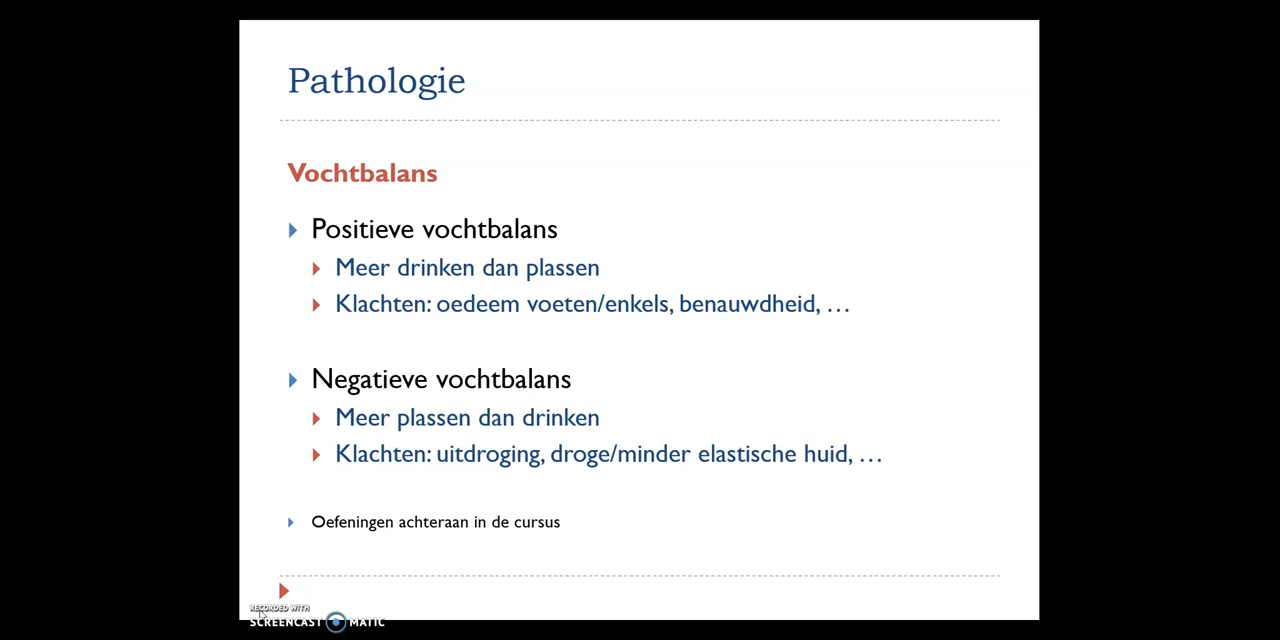 Pathologie
Vochtbalans
Positieve vochtbalans
Meer drinken dan plassen
Klachten: oedeem voeten/enkels, benauwdheid, ...
Negatieve vochtbalans
Meer plassen dan drinken
Klachten: uitdroging, droge/minder elastische huid, ...
Oefeningen achteraan in de cursus
RECORDED WITH
SCREENCAST MATIC